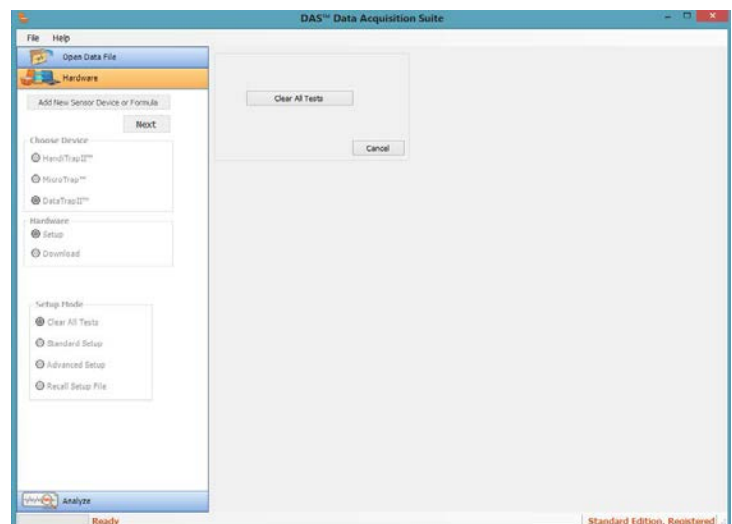 DAS™ Data Acquisition Suite
File Help
Open Data File
Hardware
Add New Sensor Device or Formula
Next
Choose Device
HandiTrapII™
MicroTrap™
DataTrapII™
Hardware
Setup
Download
Setup Mode
Clear All Tests
Standard Setup
Advanced Setup
Recall Setup File
Clear All Tests
Cancel
Analyze
Ready
Standard Edition, Registered